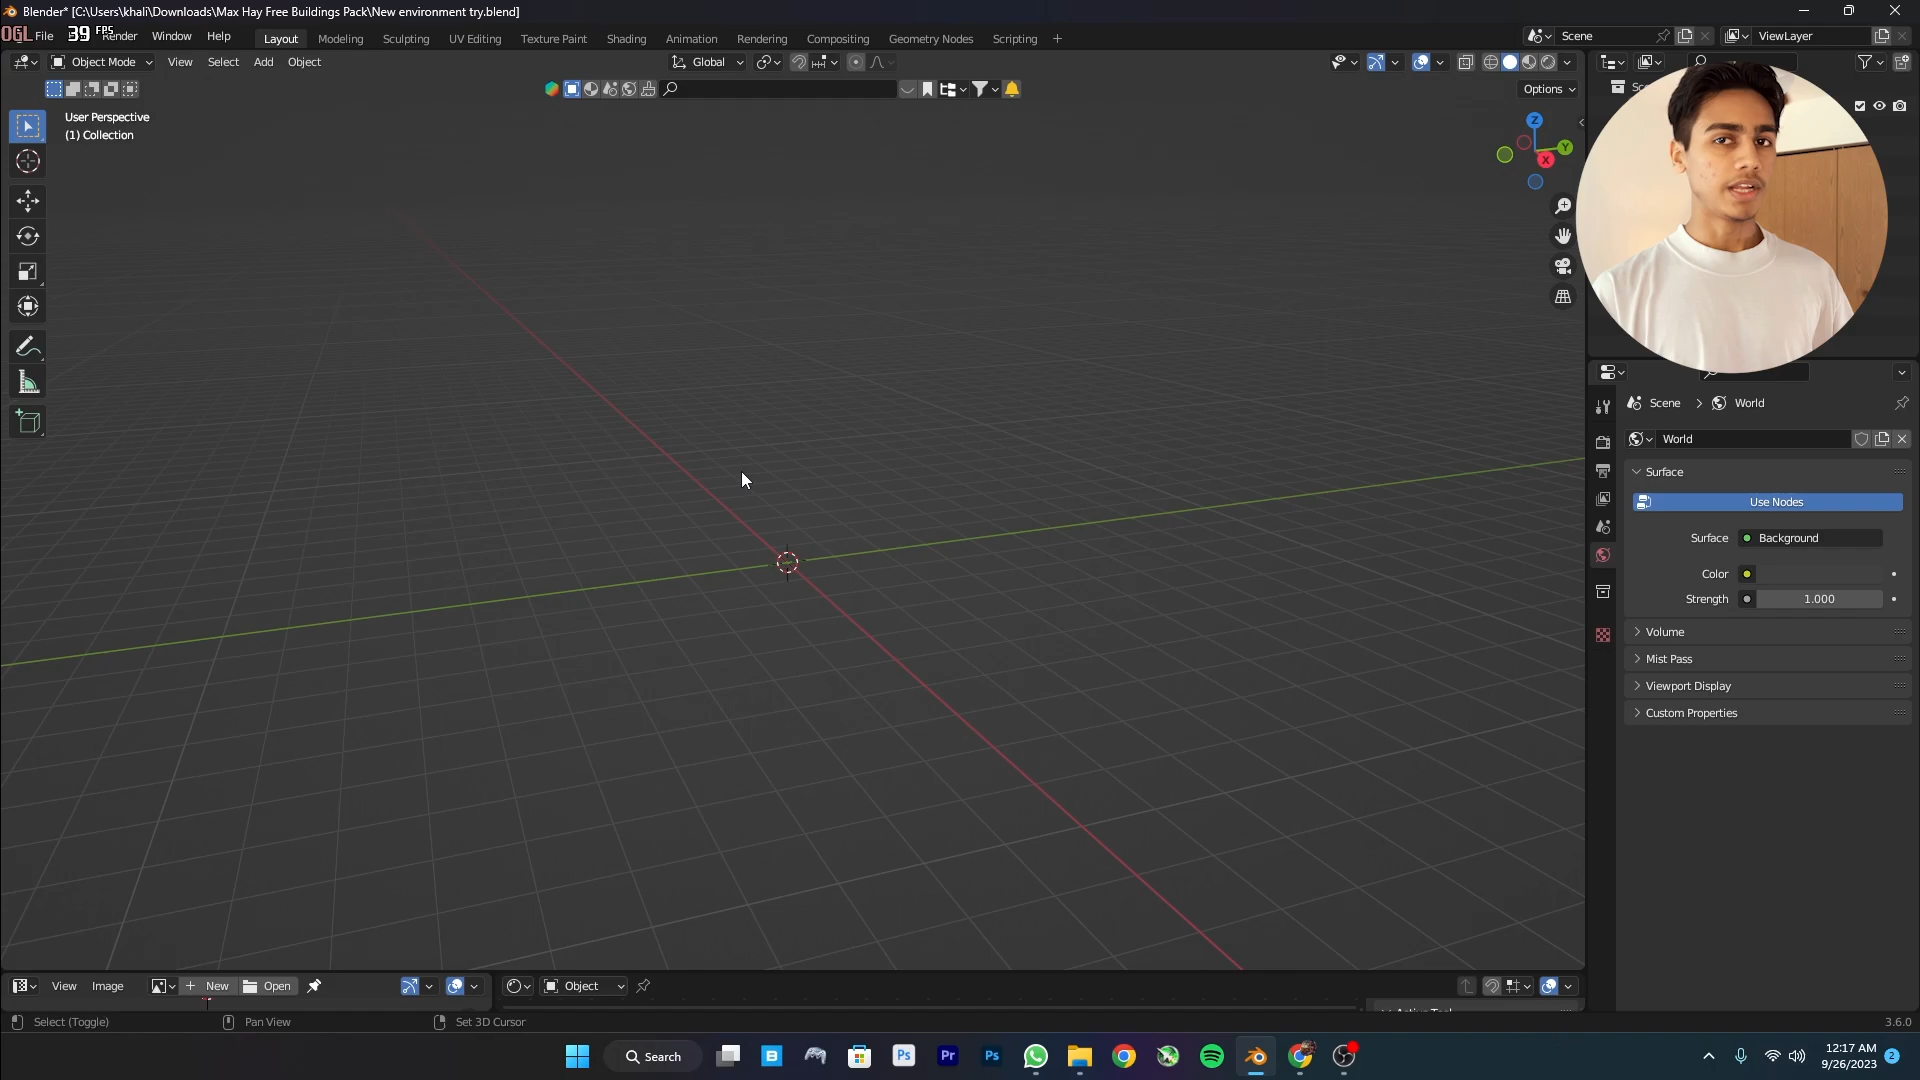 Blender* [C:\Users\khali\Downloads\Max Hay Free Buildings Pack\New environment try.blend]
OGL 39 FPS
File Render Window Help Layout Modeling Sculpting UV Editing Texture Paint Shading Animation Rendering Compositing Geometry Nodes Scripting + Scene ViewLayer
Object Mode View Select Add Object Global
Options
User Perspective
(1) Collection
Z
Y
X
Scene World
World
Surface
Use Nodes
Surface Background
Color
Strength 1.000
Volume
Mist Pass
Viewport Display
Custom Properties
View Image + New Open Object
Select (Toggle) Pan View Set 3D Cursor 3.6.0
Search
12:17 AM
9/26/2023
2